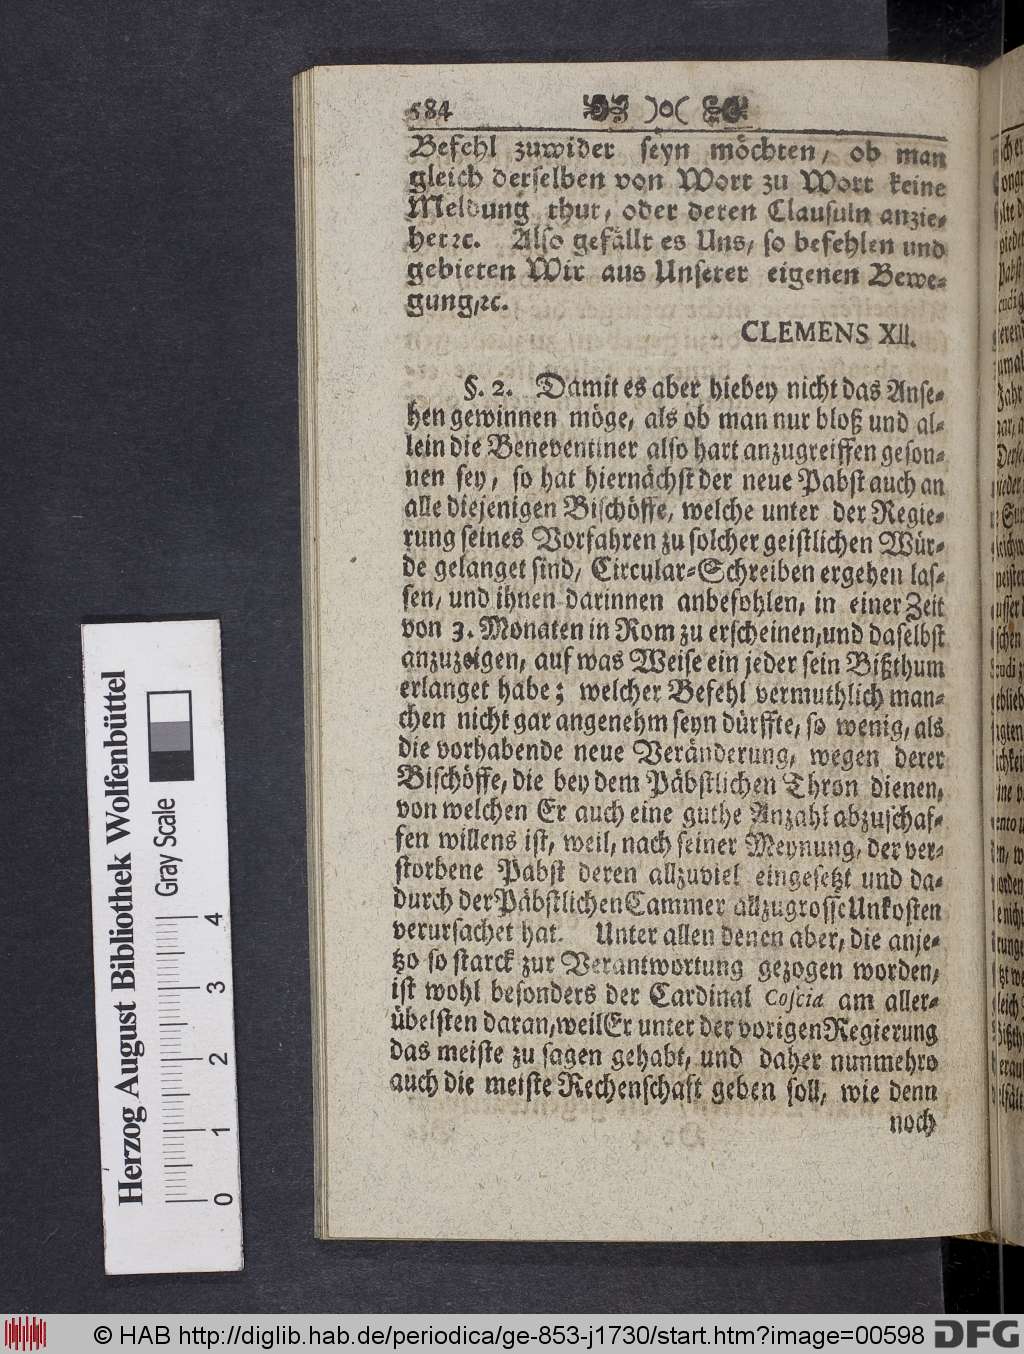 584 )o(
Befehl zuwider seyn möchten, ob man
gleich derselben von Wort zu Wort keine
Meldung thut, oder deren Clausuln anzie-
het ꝛc. Also gefällt es Uns, so befehlen und
gebieten Wir aus Unserer eigenen Bewe-
gung, ꝛc.
CLEMENS XII.
§. 2. Damit es aber hiebey nicht das Anse-
hen gewinnen möge, als ob man nur bloß und al-
lein die Beneventiner also hart anzugreiffen geson-
nen sey, so hat hiernächst der neue Pabst auch an
alle diejenigen Bischöffe, welche unter der Regie-
rung seines Vorfahren zu solcher geistlichen Wür-
de gelanget sind, Circular-Schreiben ergehen las-
sen, und ihnen darinnen anbefohlen, in einer Zeit
von 3. Monaten in Rom zu erscheinen, und daselbst
anzuzeigen, auf was Weise ein jeder sein Bißthum
erlanget habe; welcher Befehl vermuthlich man-
chen nicht gar angenehm seyn dürffte, so wenig, als
die vorhabende neue Veränderung, wegen derer
Bischöffe, die bey dem Päbstlichen Thron dienen,
von welchen Er auch eine guthe Anzahl abzuschaf-
fen willens ist, weil, nach seiner Meynung, der ver-
storbene Pabst deren allzuviel eingesetzt und da-
durch der Päbstlichen Cammer allzugrosse Unkosten
verursachet hat. Unter allen denen aber, die anje-
tzo so starck zur Verantwortung gezogen worden,
ist wohl besonders der Cardinal Coscia am aller-
übelsten daran, weil Er unter der vorigen Regierung
das meiste zu sagen gehabt, und daher nunmehro
auch die meiste Rechenschaft geben soll, wie denn
noch
Herzog August Bibliothek Wolfenbüttel
Gray Scale
0 1 2 3 4
© HAB http://diglib.hab.de/periodica/ge-853-j1730/start.htm?image=00598
DFG